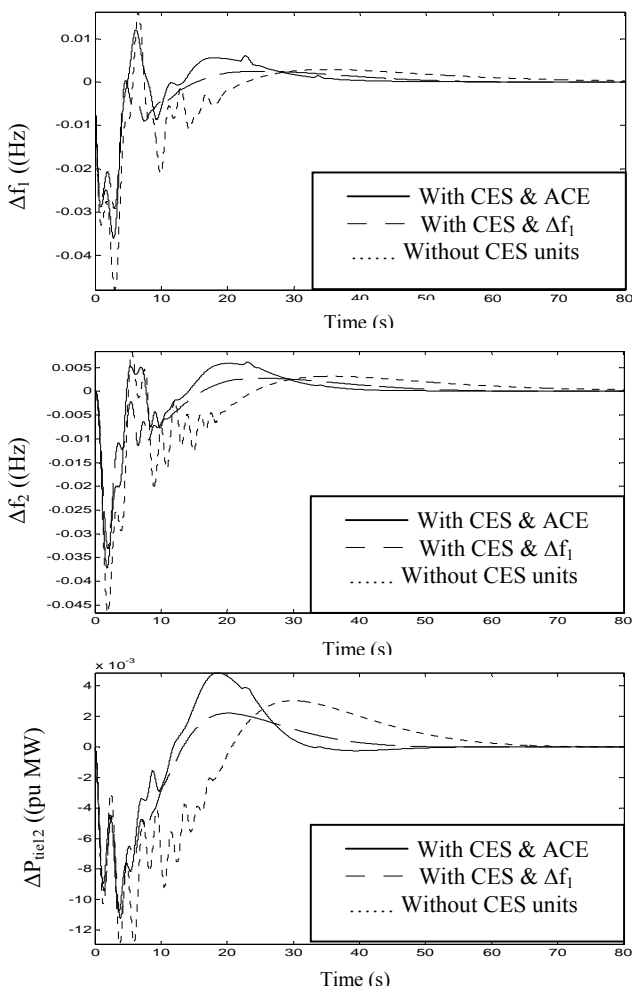 0.01
0
-0.01
-0.02
-0.03
-0.04
Δf1 ((Hz)
With CES & ACE
With CES & Δf1
...... Without CES units
0 10 20 30 40 50 60 70 80
Time (s)
0.005
0
-0.005
-0.01
-0.015
-0.02
-0.025
-0.03
-0.035
-0.04
-0.045
Δf2 ((Hz)
With CES & ACE
With CES & Δf1
...... Without CES units
0 10 20 30 40 50 60 70 80
Time (s)
x 10-3
4
2
0
-2
-4
-6
-8
-10
-12
ΔPtie12 ((pu MW)
With CES & ACE
With CES & Δf1
...... Without CES units
0 10 20 30 40 50 60 70 80
Time (s)